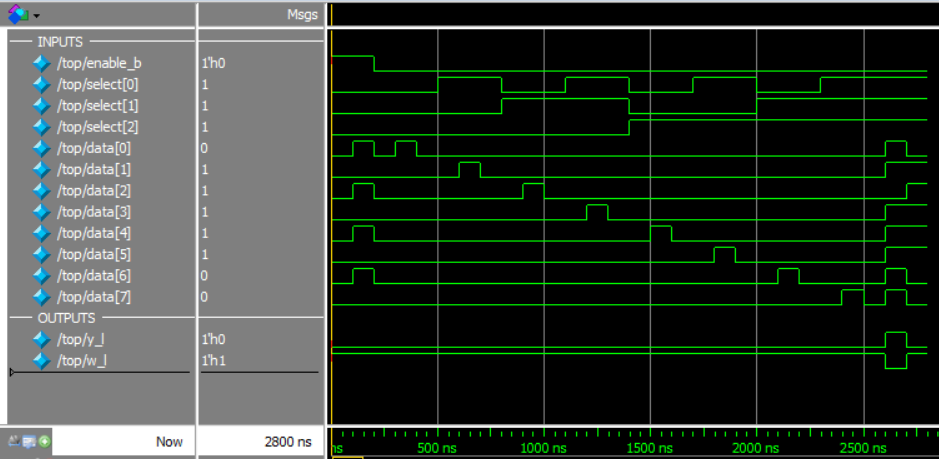 Msgs
INPUTS
/top/enable_b 1'h0
/top/select[0] 1
/top/select[1] 1
/top/select[2] 1
/top/data[0] 0
/top/data[1] 1
/top/data[2] 1
/top/data[3] 1
/top/data[4] 1
/top/data[5] 1
/top/data[6] 0
/top/data[7] 0
OUTPUTS
/top/y_l 1'h0
/top/w_l 1'h1
Now 2800 ns
ns 500 ns 1000 ns 1500 ns 2000 ns 2500 ns